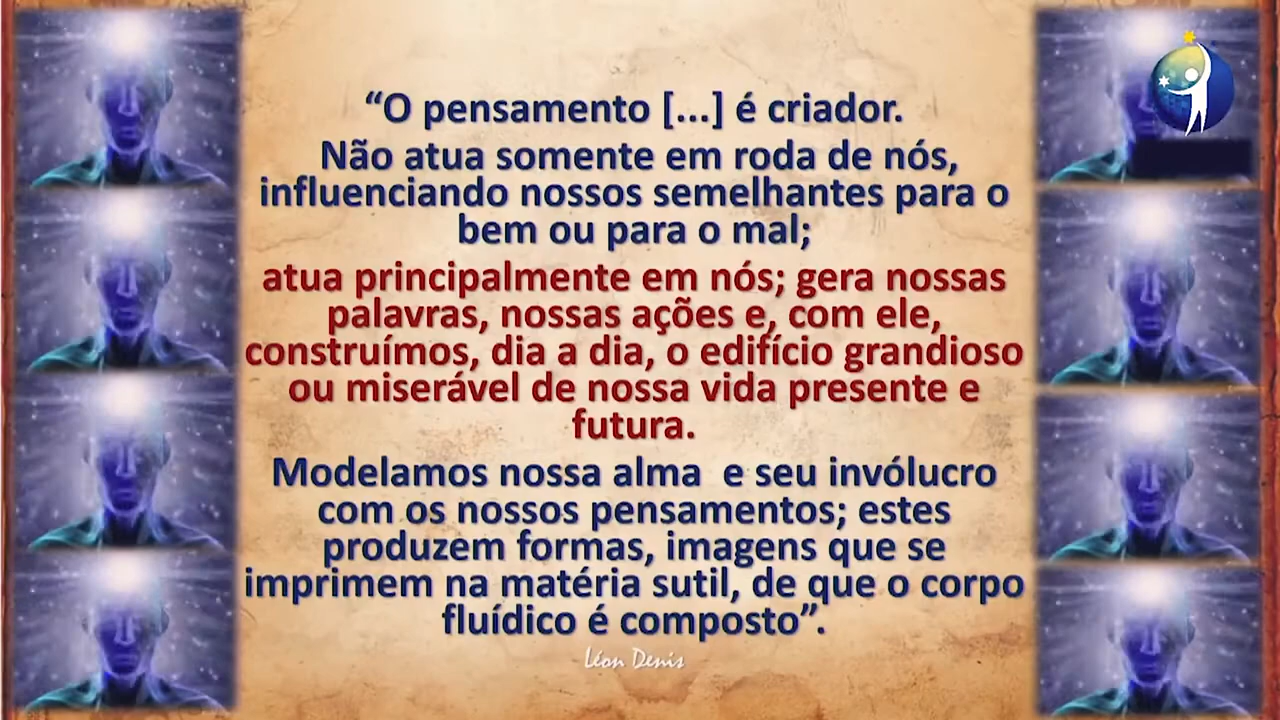 “O pensamento [...] é criador.
Não atua somente em roda de nós,
influenciando nossos semelhantes para o
bem ou para o mal;
atua principalmente em nós; gera nossas
palavras, nossas ações e, com ele,
construímos, dia a dia, o edifício grandioso
ou miserável de nossa vida presente e
futura.
Modelamos nossa alma  e seu invólucro
com os nossos pensamentos; estes
produzem formas, imagens que se
imprimem na matéria sutil, de que o corpo
fluídico é composto”.
Léon Denis